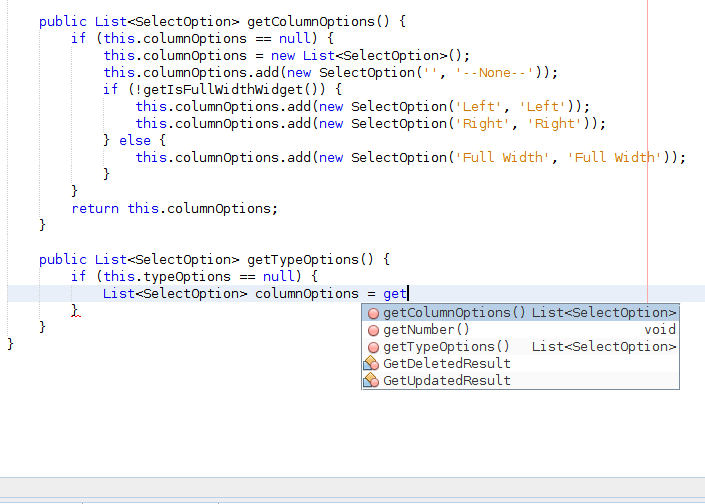 public List<SelectOption> getColumnOptions() {
if (this.columnOptions == null) {
this.columnOptions = new List<SelectOption>();
this.columnOptions.add(new SelectOption('', '--None--'));
if (!getIsFullWidthWidget()) {
this.columnOptions.add(new SelectOption('Left', 'Left'));
this.columnOptions.add(new SelectOption('Right', 'Right'));
} else {
this.columnOptions.add(new SelectOption('Full Width', 'Full Width'));
}
}
return this.columnOptions;
}
public List<SelectOption> getTypeOptions() {
if (this.typeOptions == null) {
List<SelectOption> columnOptions = get
}
}
}
getColumnOptions() List<SelectOption>
getNumber() void
getTypeOptions() List<SelectOption>
GetDeletedResult
GetUpdatedResult